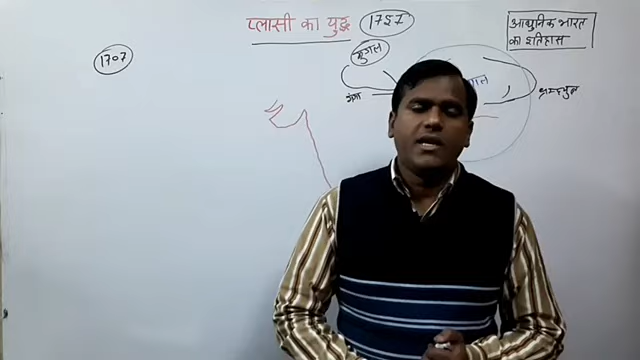 प्लासी का युद्ध 1757
आधुनिक भारत
का इतिहास
1707
मुगल
गंगा